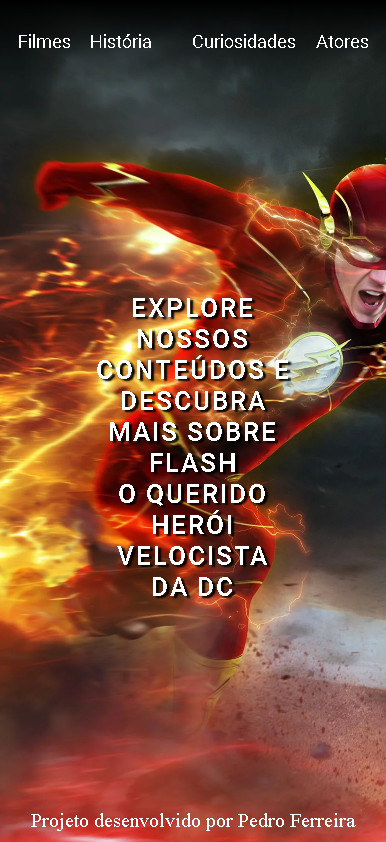 Filmes História Curiosidades Atores
EXPLORE
NOSSOS
CONTEÚDOS E
DESCUBRA
MAIS SOBRE
FLASH
O QUERIDO
HERÓI
VELOCISTA
DA DC
Projeto desenvolvido por Pedro Ferreira